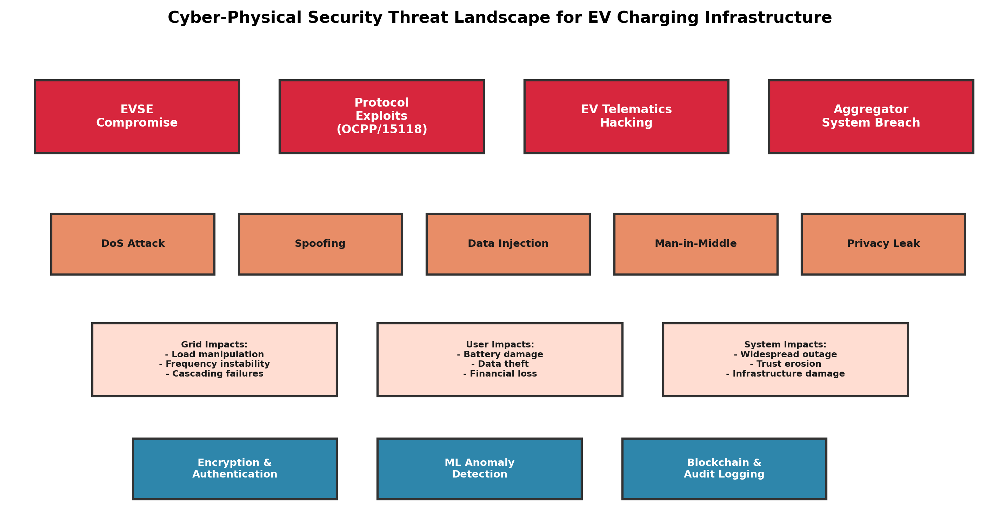 Cyber-Physical Security Threat Landscape for EV Charging Infrastructure
EVSE
Compromise
Protocol
Exploits
(OCPP/15118)
EV Telematics
Hacking
Aggregator
System Breach
DoS Attack
Spoofing
Data Injection
Man-in-Middle
Privacy Leak
Grid Impacts:
- Load manipulation
- Frequency instability
- Cascading failures
User Impacts:
- Battery damage
- Data theft
- Financial loss
System Impacts:
- Widespread outage
- Trust erosion
- Infrastructure damage
Encryption &
Authentication
ML Anomaly
Detection
Blockchain &
Audit Logging